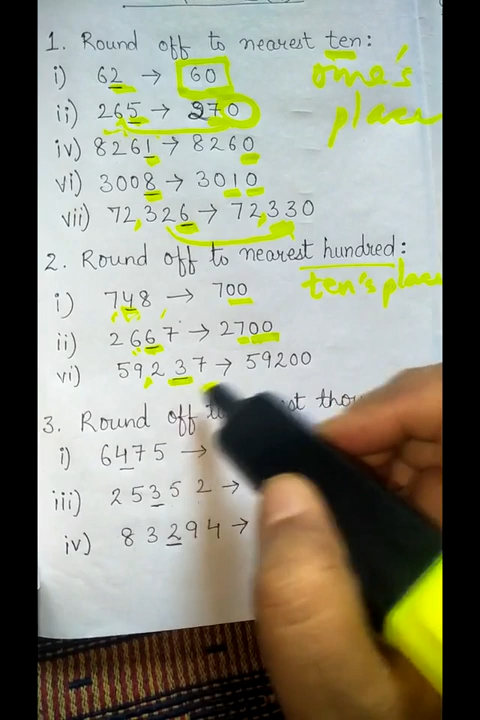 1. Round off to nearest ten:
i) 62 → 60
one's place
ii) 265 → 270
iv) 8261 → 8260
vi) 3008 → 3010
vii) 72,326 → 72,330
2. Round off to nearest hundred:
ten's place
i) 748 → 700
ii) 2667 → 2700
vi) 59,237 → 59200
3. Round off
i) 6475 →
iii) 25352 →
iv) 83294 →